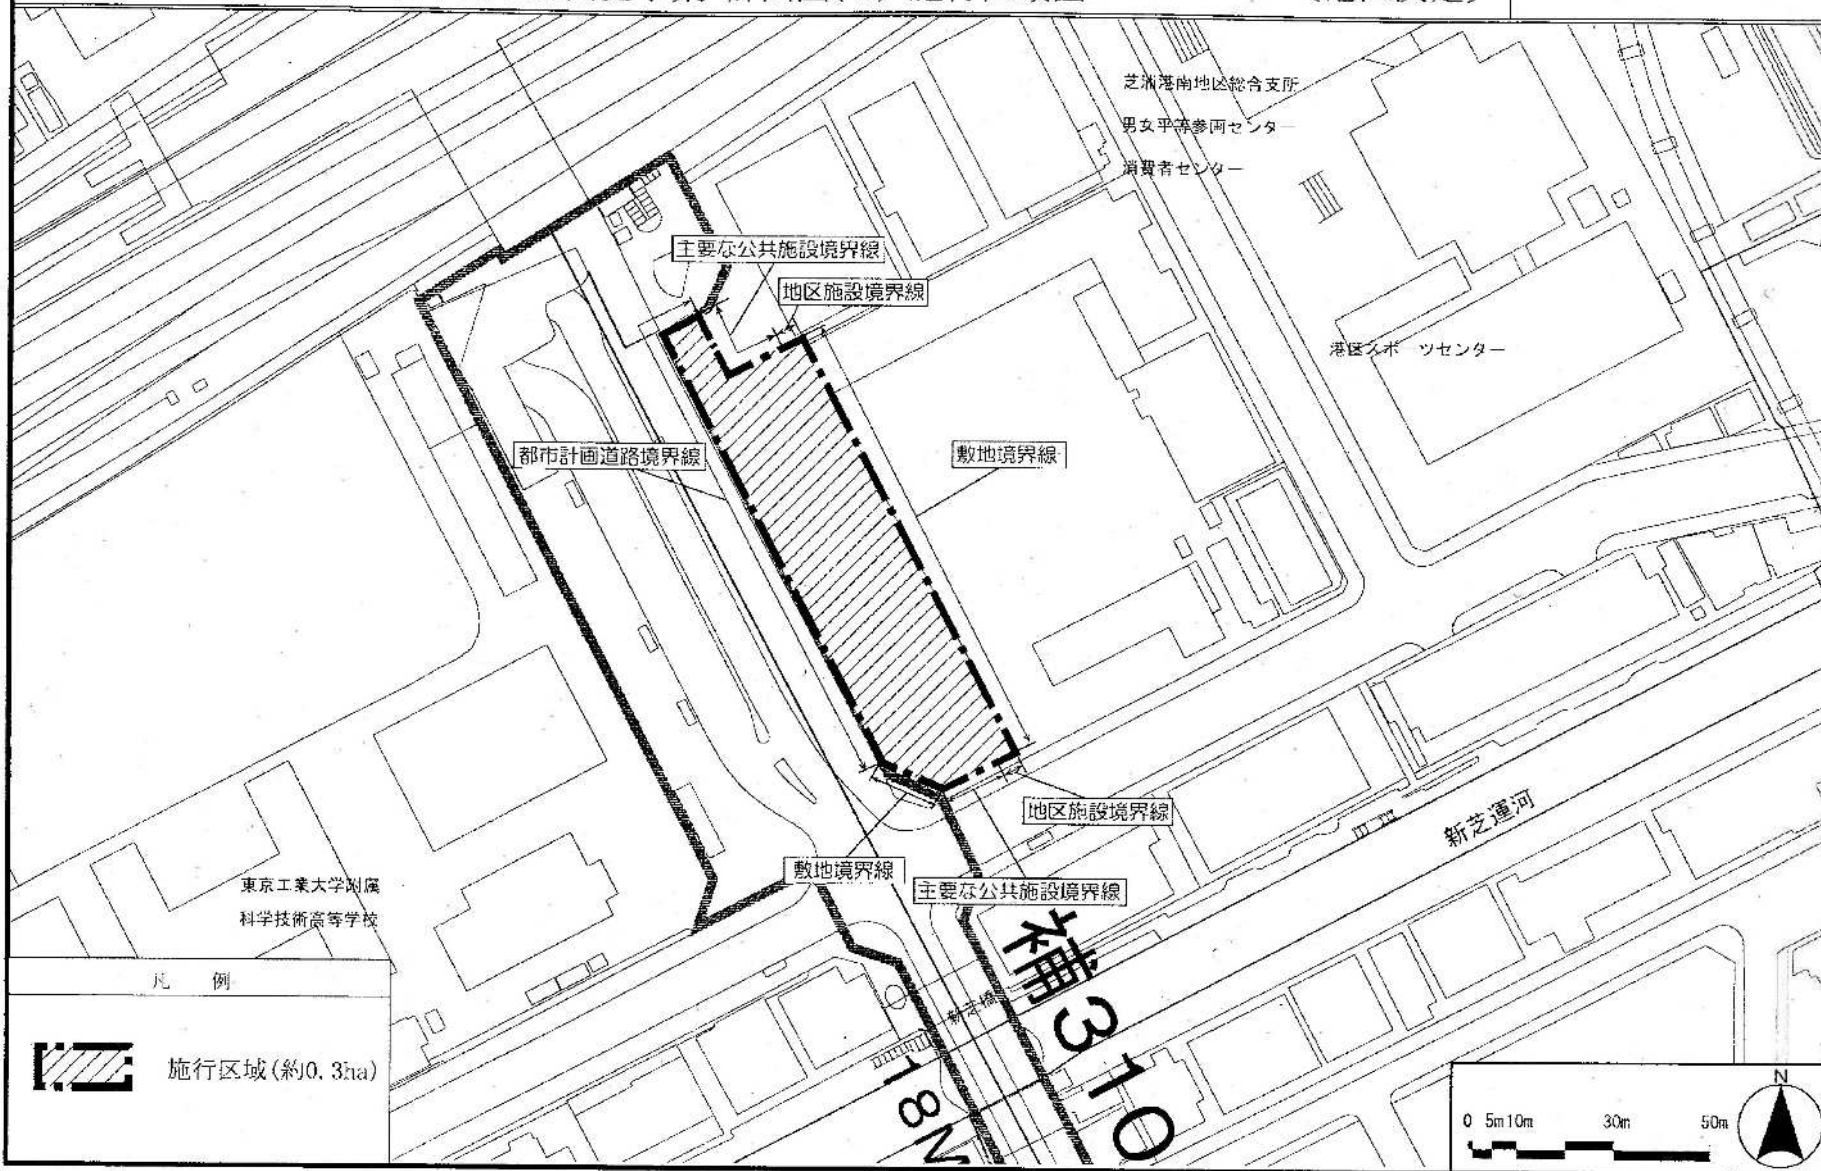 芝浦港南地区総合支所
男女平等参画センター
消費者センター
主要な公共施設境界線
地区施設境界線
港区スポーツセンター
都市計画道路境界線
敷地境界線
地区施設境界線
新芝運河
敷地境界線
主要な公共施設境界線
東京工業大学附属
科学技術高等学校
補310
新芝橋
18M
凡 例
施行区域(約0.3ha)
N
0 5m10m 30m 50m